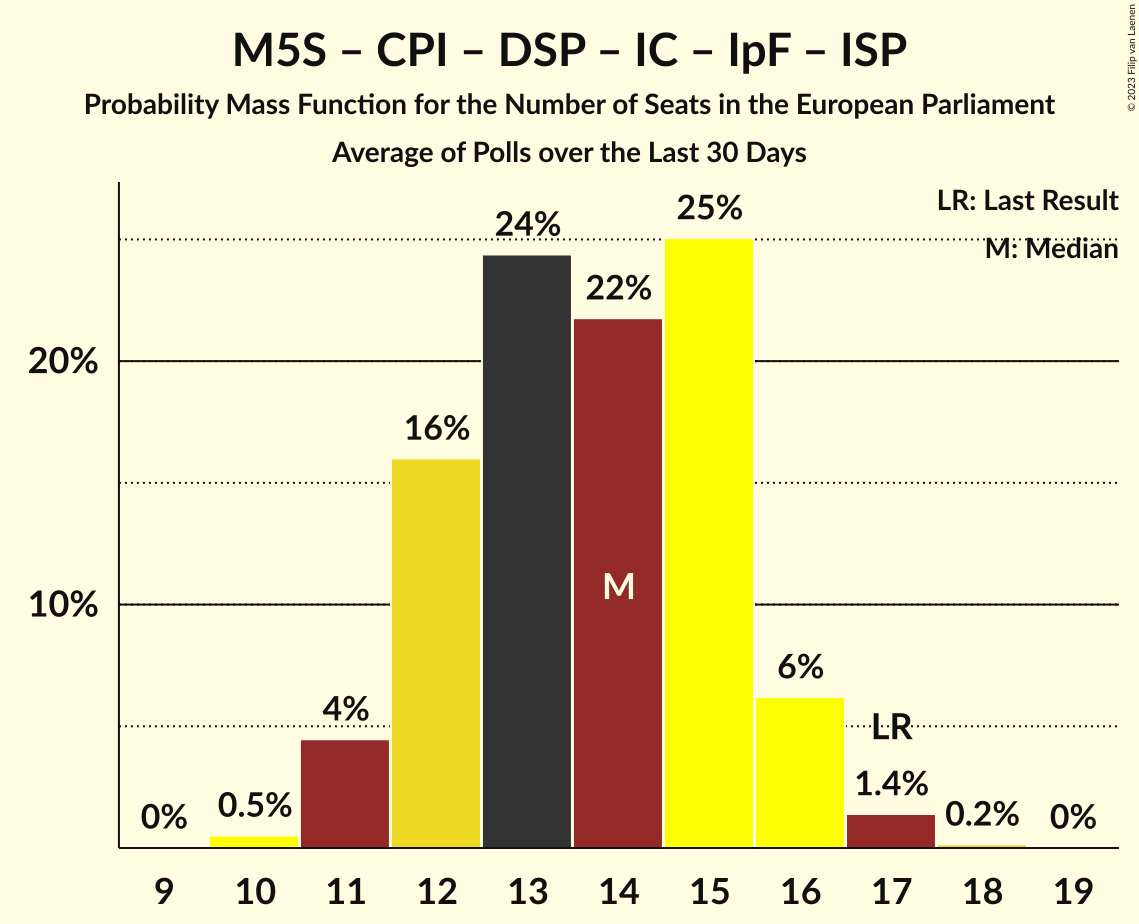 M5S – CPI – DSP – IC – IpF – ISP
Probability Mass Function for the Number of Seats in the European Parliament
Average of Polls over the Last 30 Days
© 2023 Filip van Laenen
LR: Last Result
M: Median
25%
24%
22%
20%
16%
M
10%
6%
4%
LR
1.4%
0.5%
0.2%
0%
0%
9 10 11 12 13 14 15 16 17 18 19